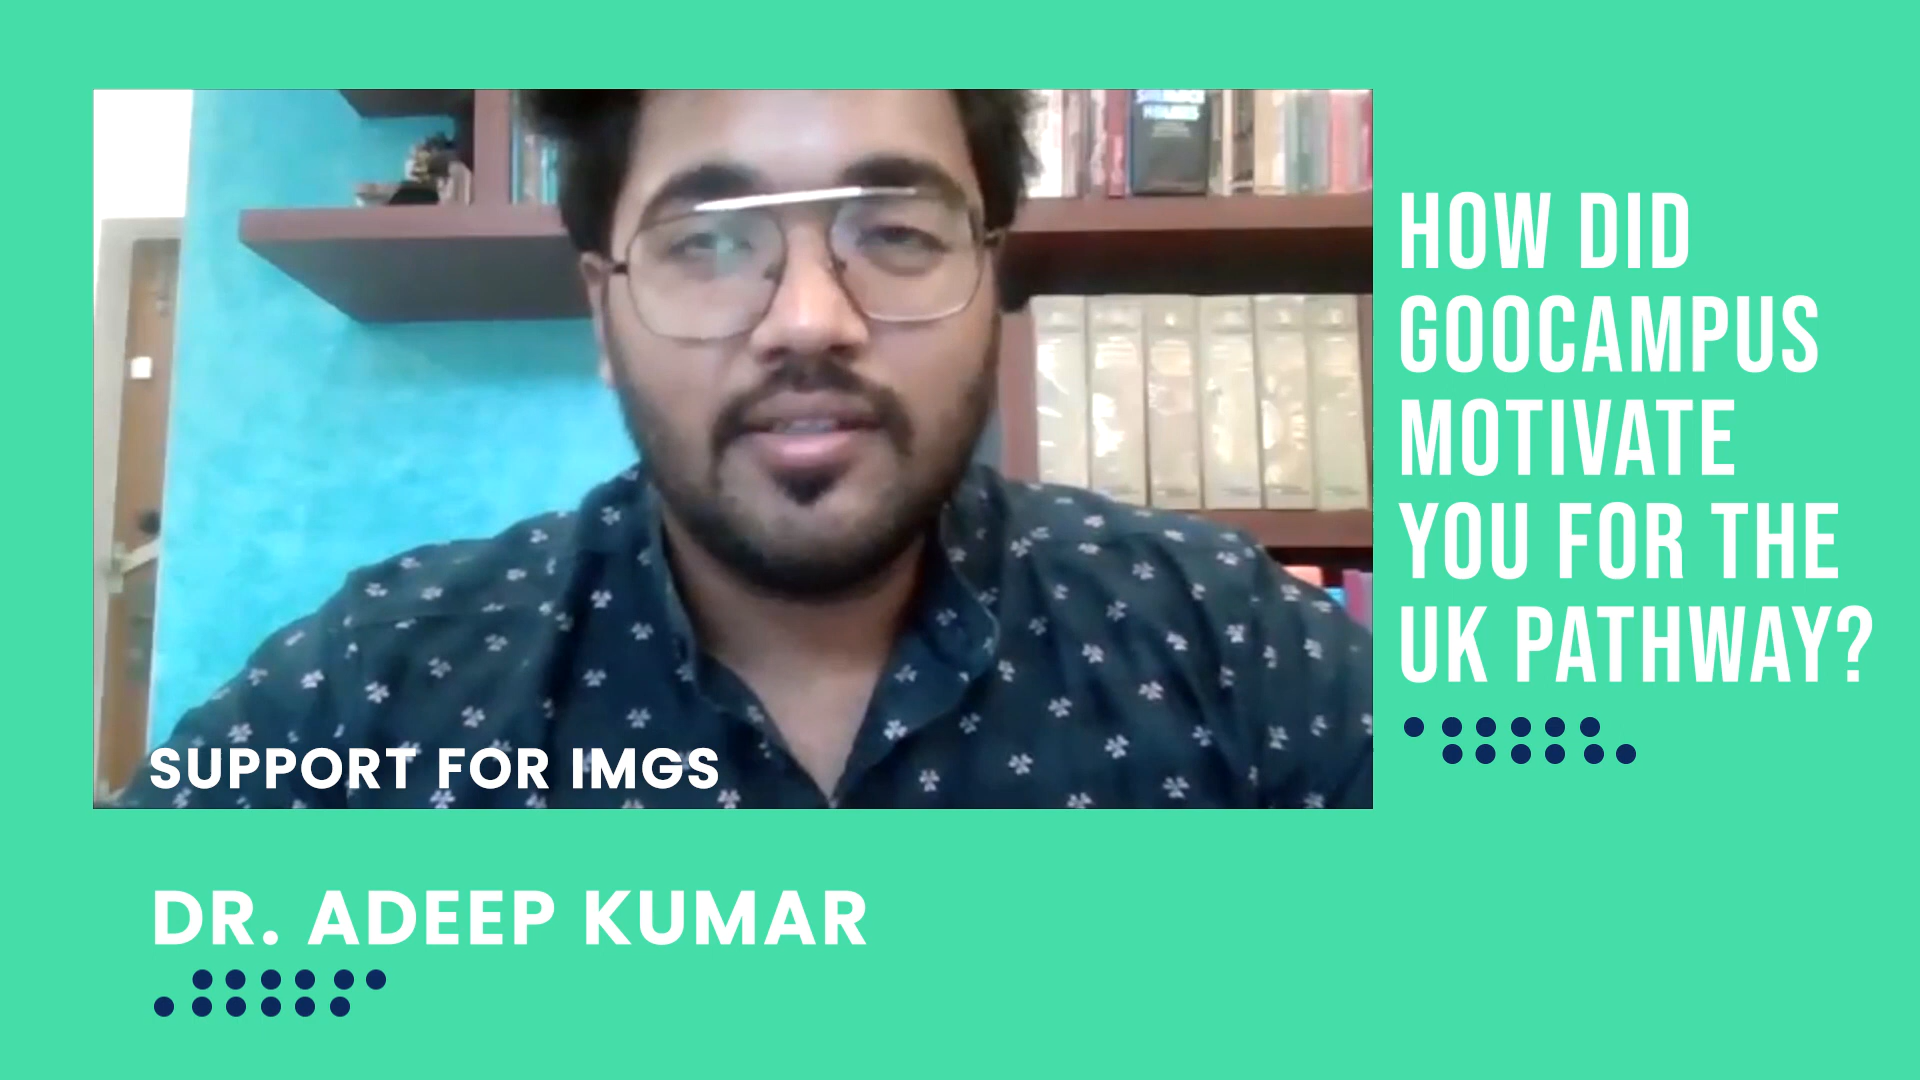 HOW DID
GOOCAMPUS
MOTIVATE
YOU FOR THE
UK PATHWAY?
SUPPORT FOR IMGS
DR. ADEEP KUMAR